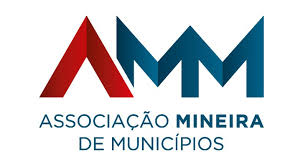 AMM
ASSOCIAÇÃO MINEIRA
DE MUNICÍPIOS